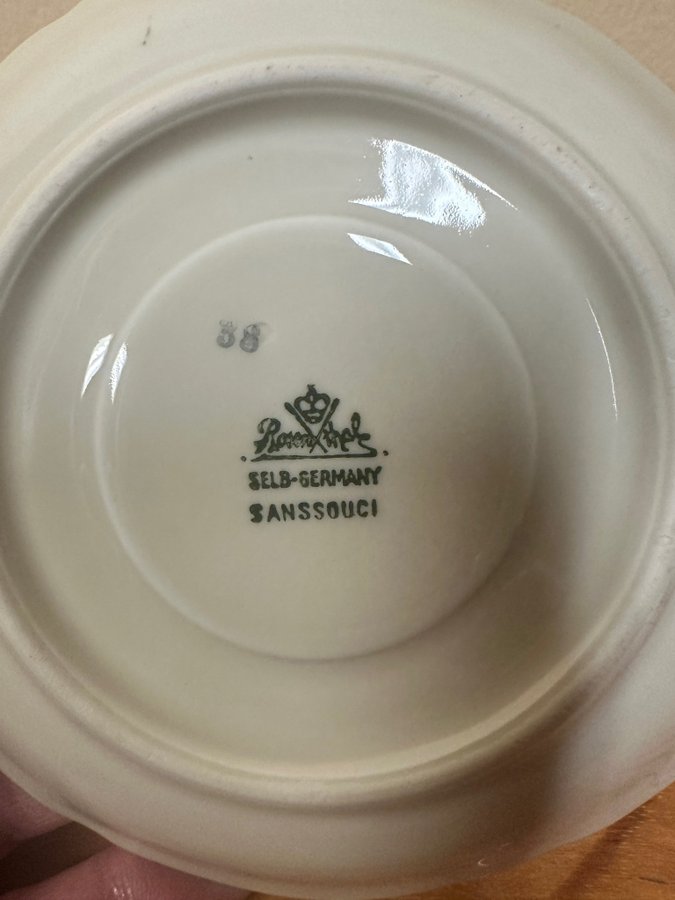 38
Rosenthal
SELB-GERMANY
SANSSOUCI